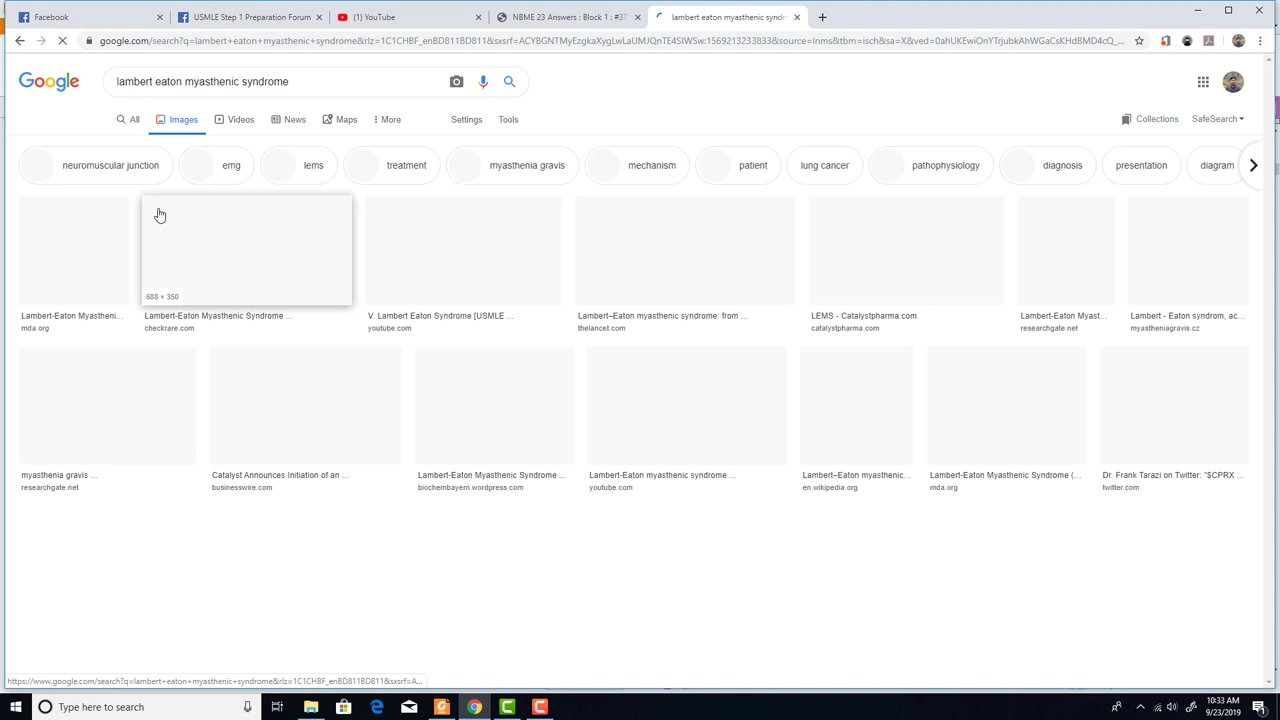 Facebook
USMLE Step 1 Preparation Forum
(1) YouTube
NBME 23 Answers : Block 1 : #37
lambert eaton myasthenic syndro
google.com/search?q=lambert+eaton+myasthenic+syndrome&rlz=1C1CHBF_enBD811BD811&sxsrf=ACYBGNTMyEzgkaXygLwLaUMJQnTE4SIWSw:1569213233833&source=lnms&tbm=isch&sa=X&ved=0ahUKEwiOnYTrjubkAhWGaCsKHdBMD4cQ_...
Google
lambert eaton myasthenic syndrome
All
Images
Videos
News
Maps
More
Settings
Tools
Collections
SafeSearch
neuromuscular junction
emg
lems
treatment
myasthenia gravis
mechanism
patient
lung cancer
pathophysiology
diagnosis
presentation
diagram
688 × 350
Lambert-Eaton Myastheni...
mda.org
Lambert-Eaton Myasthenic Syndrome ...
checkrare.com
V. Lambert Eaton Syndrome [USMLE ...
youtube.com
Lambert–Eaton myasthenic syndrome: from ...
thelancet.com
LEMS - Catalystpharma.com
catalystpharma.com
Lambert-Eaton Myast...
researchgate.net
Lambert - Eaton syndrom, ac...
myastheniagravis.cz
myasthenia gravis ...
researchgate.net
Catalyst Announces Initiation of an ...
businesswire.com
Lambert-Eaton Myasthenic Syndrome ...
biochembayern.wordpress.com
Lambert-Eaton myasthenic syndrome ...
youtube.com
Lambert–Eaton myasthenic...
en.wikipedia.org
Lambert-Eaton Myasthenic Syndrome (...
mda.org
Dr. Frank Tarazi on Twitter: "$CPRX ...
twitter.com
https://www.google.com/search?q=lambert+eaton+myasthenic+syndrome&rlz=1C1CHBF_enBD811BD811&sxsrf=A...
Type here to search
10:33 AM
9/23/2019